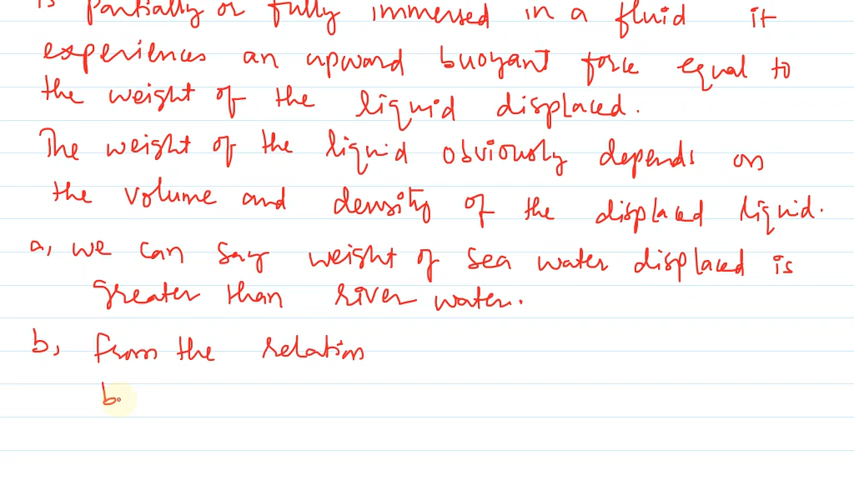 is partially or fully immersed in a fluid it
experiences an upward buoyant force equal to
the weight of the liquid displaced.
The weight of the liquid obviously depends on
the volume and density of the displaced liquid.
a, we can say weight of sea water displaced is
greater than river water.
b, from the relation
b.